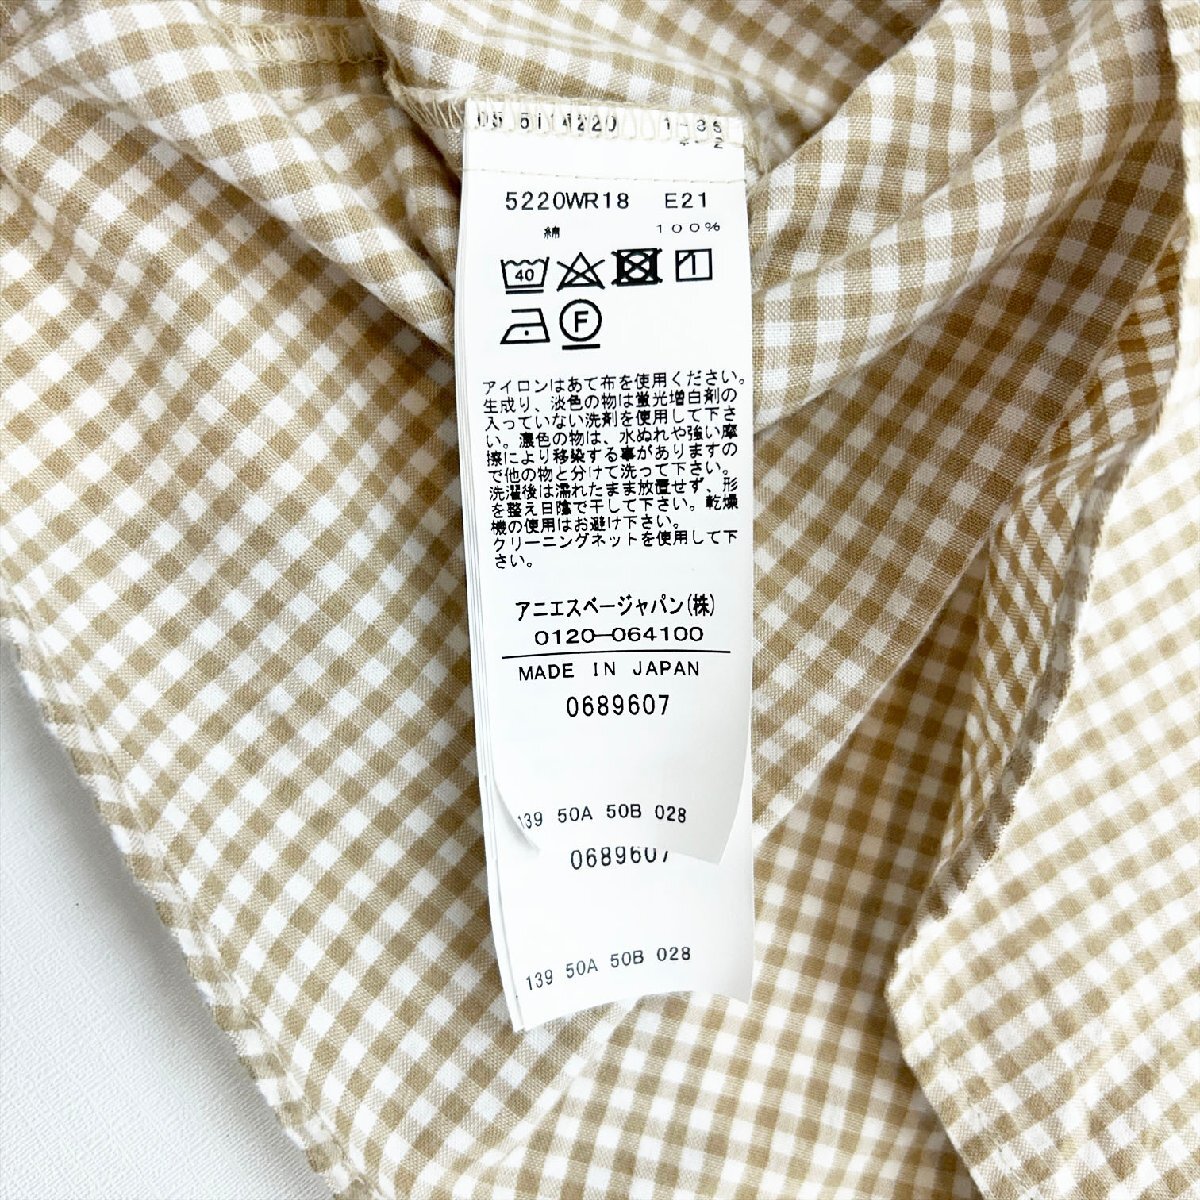 5220WR18 E21
綿 100%
40
F
アイロンはあて布を使用ください。
生成り、淡色の物は蛍光増白剤の
入っていない洗剤を使用して下さ
い。濃色の物は、水ぬれや強い摩
擦により移染する事がありますの
で他の物と分けて洗って下さい。
洗濯後は濡れたまま放置せず、形
を整え日陰で干して下さい。乾燥
機の使用はお避け下さい。
クリーニングネットを使用して下
さい。
アニエスベージャパン(株)
0120-064100
MADE IN JAPAN
0689607
139 50A 50B 028
0689607
139 50A 50B 028